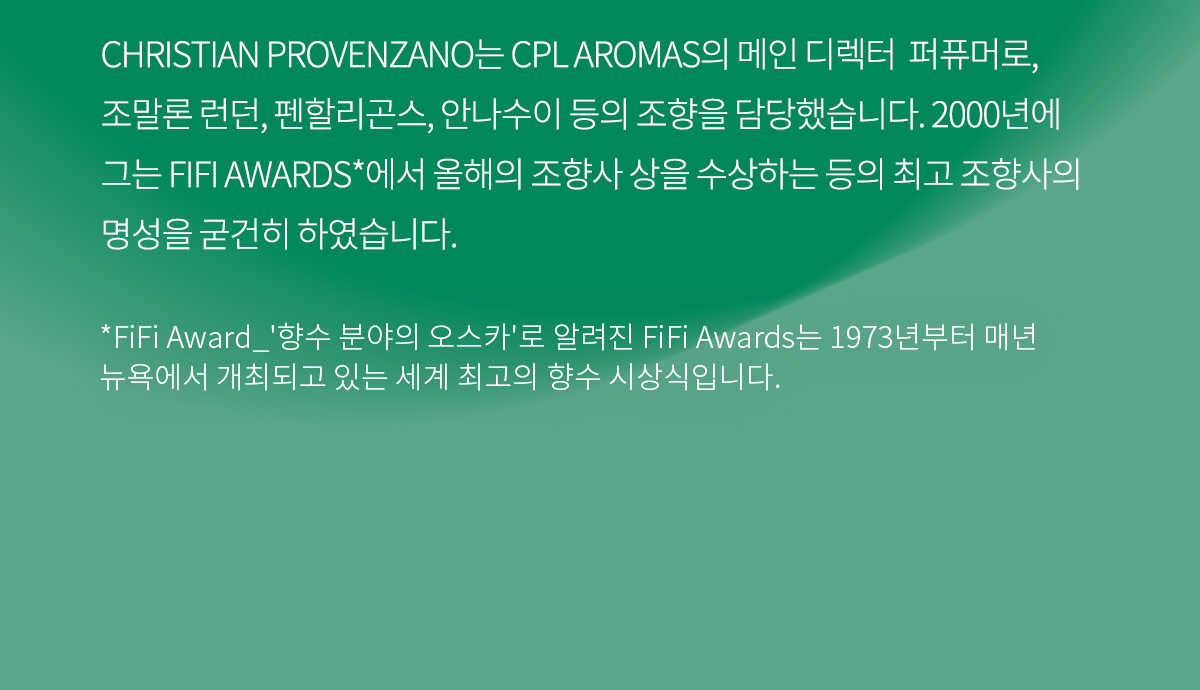 CHRISTIAN PROVENZANO는 CPL AROMAS의 메인 디렉터 퍼퓨머로,
조말론 런던, 펜할리곤스, 안나수이 등의 조향을 담당했습니다. 2000년에
그는 FIFI AWARDS*에서 올해의 조향사 상을 수상하는 등의 최고 조향사의
명성을 굳건히 하였습니다.
*FiFi Award_'향수 분야의 오스카'로 알려진 FiFi Awards는 1973년부터 매년
뉴욕에서 개최되고 있는 세계 최고의 향수 시상식입니다.